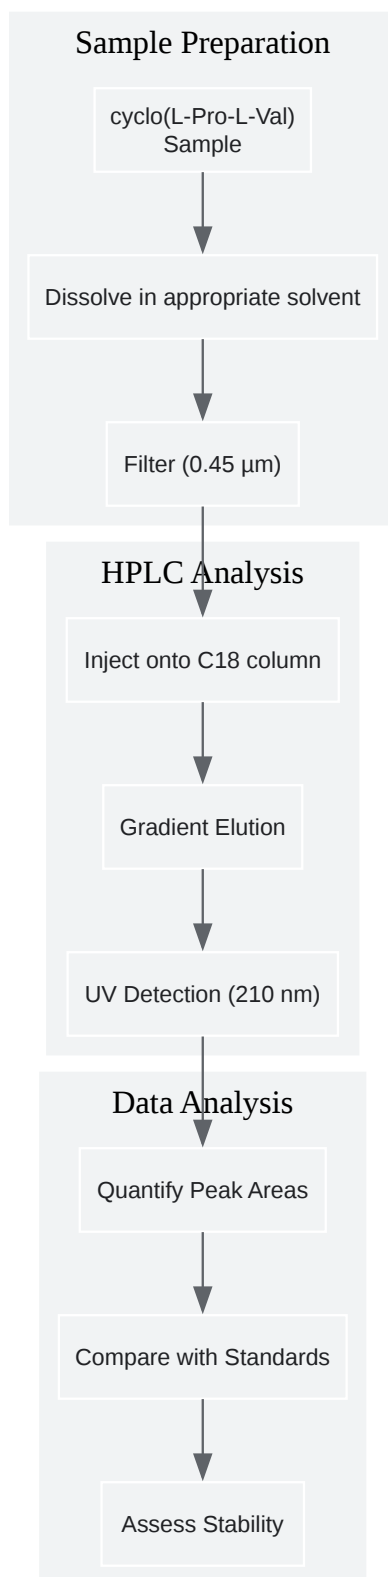 Sample Preparation
cyclo(L-Pro-L-Val)
Sample
Dissolve in appropriate solvent
Filter (0.45 µm)
HPLC Analysis
Inject onto C18 column
Gradient Elution
UV Detection (210 nm)
Data Analysis
Quantify Peak Areas
Compare with Standards
Assess Stability